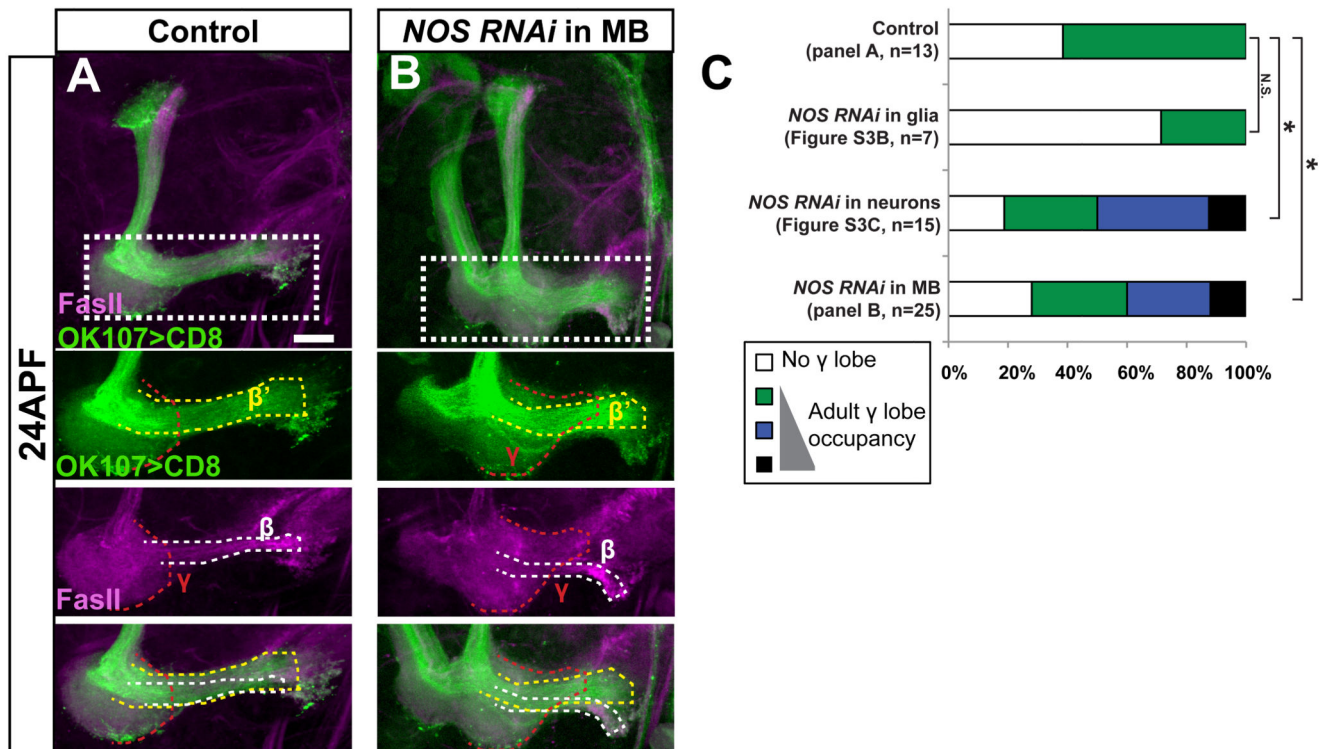 Control
NOS RNAi in MB
24APF
A
FasII
OK107>CD8
B
β’
OK107>CD8
β’
γ
β
γ
FasII
β
γ
C
Control
(panel A, n=13)
NOS RNAi in glia
(Figure S3B, n=7)
NOS RNAi in neurons
(Figure S3C, n=15)
NOS RNAi in MB
(panel B, n=25)
N.S.
*
*
0% 20% 40% 60% 80% 100%
No γ lobe
Adult γ lobe
occupancy